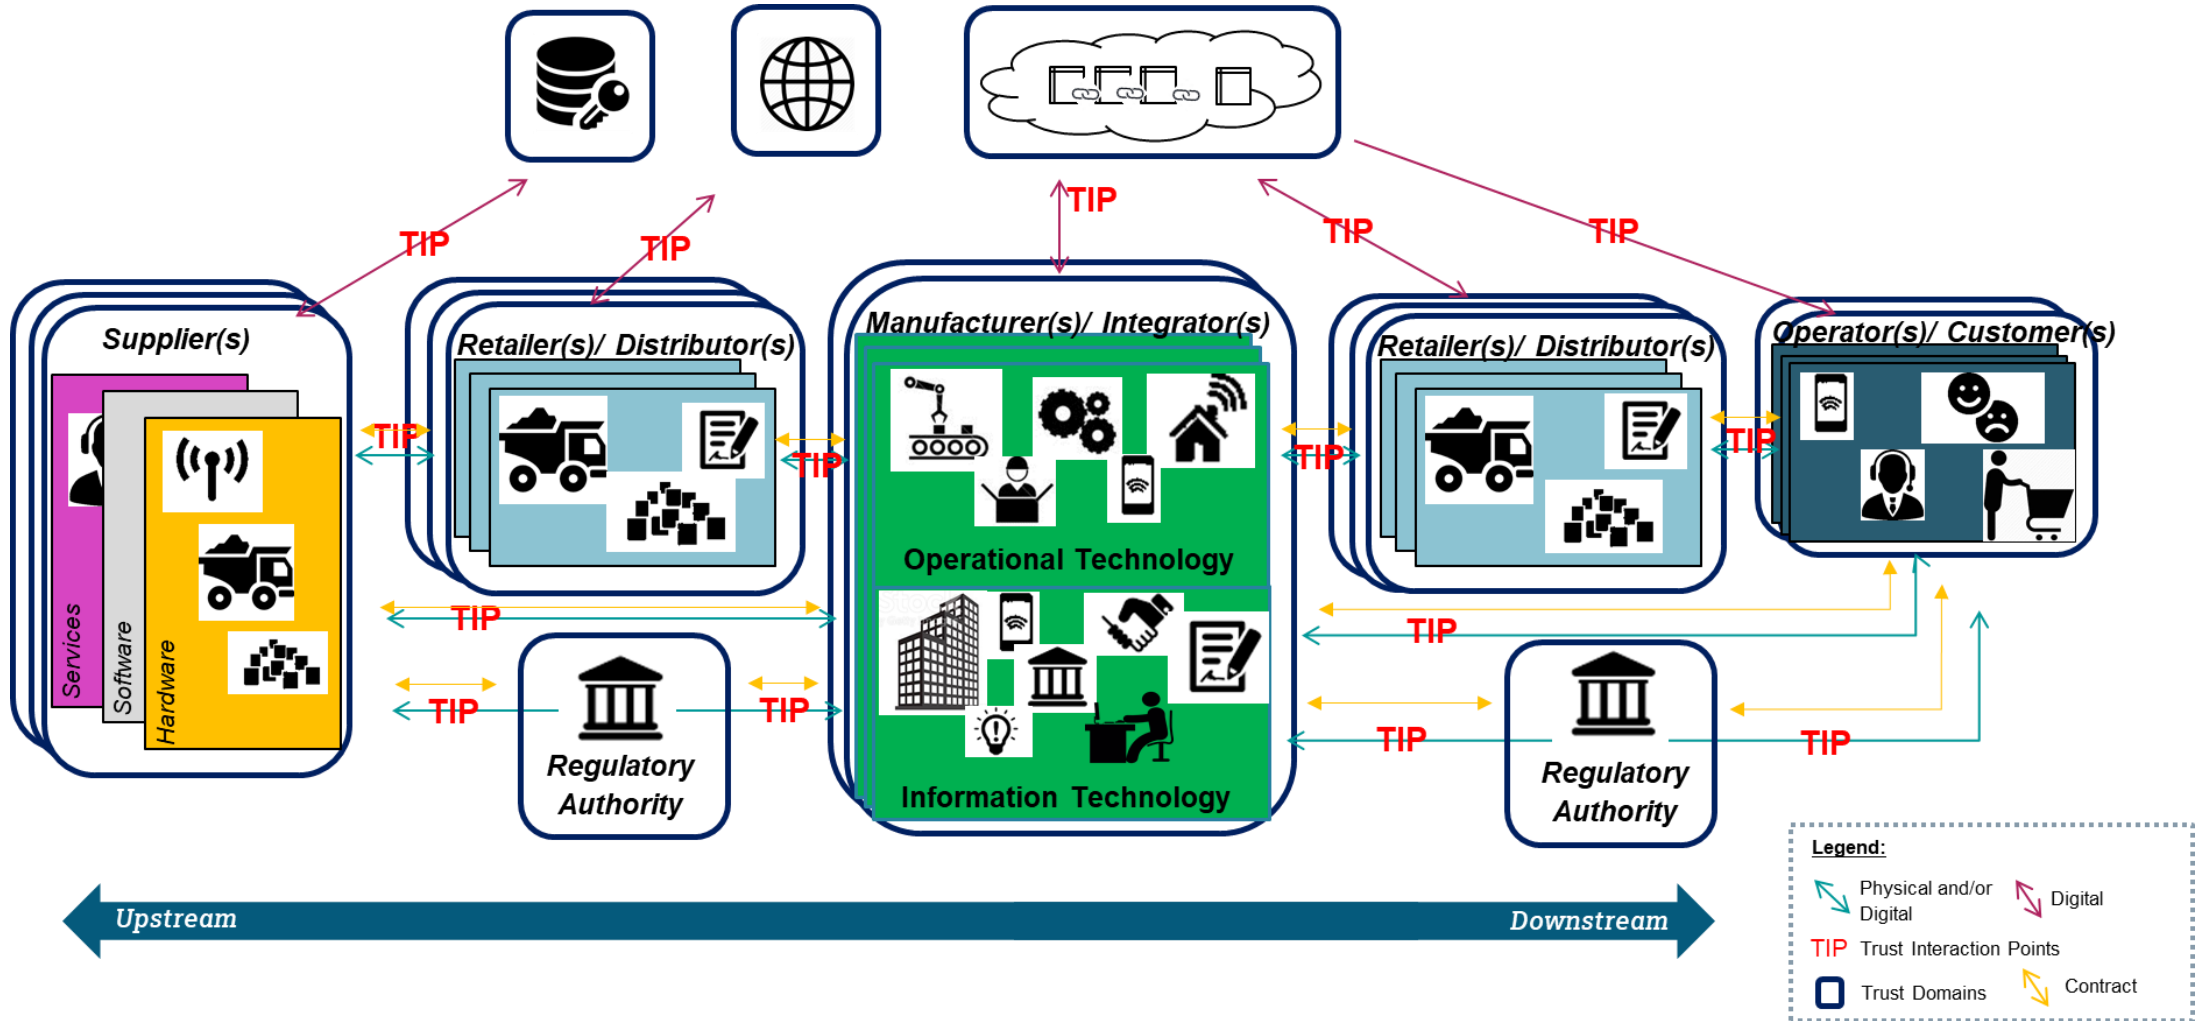 TIP
TIP
TIP
TIP
TIP
Supplier(s)
Retailer(s)/ Distributor(s)
Manufacturer(s)/ Integrator(s)
Retailer(s)/ Distributor(s)
Operator(s)/ Customer(s)
TIP
TIP
TIP
TIP
Operational Technology
Services
Software
Hardware
TIP
TIP
TIP
TIP
TIP
TIP
Regulatory
Authority
Information Technology
Regulatory
Authority
Upstream
Downstream
Legend:
Physical and/or
Digital
Digital
TIP Trust Interaction Points
Trust Domains
Contract